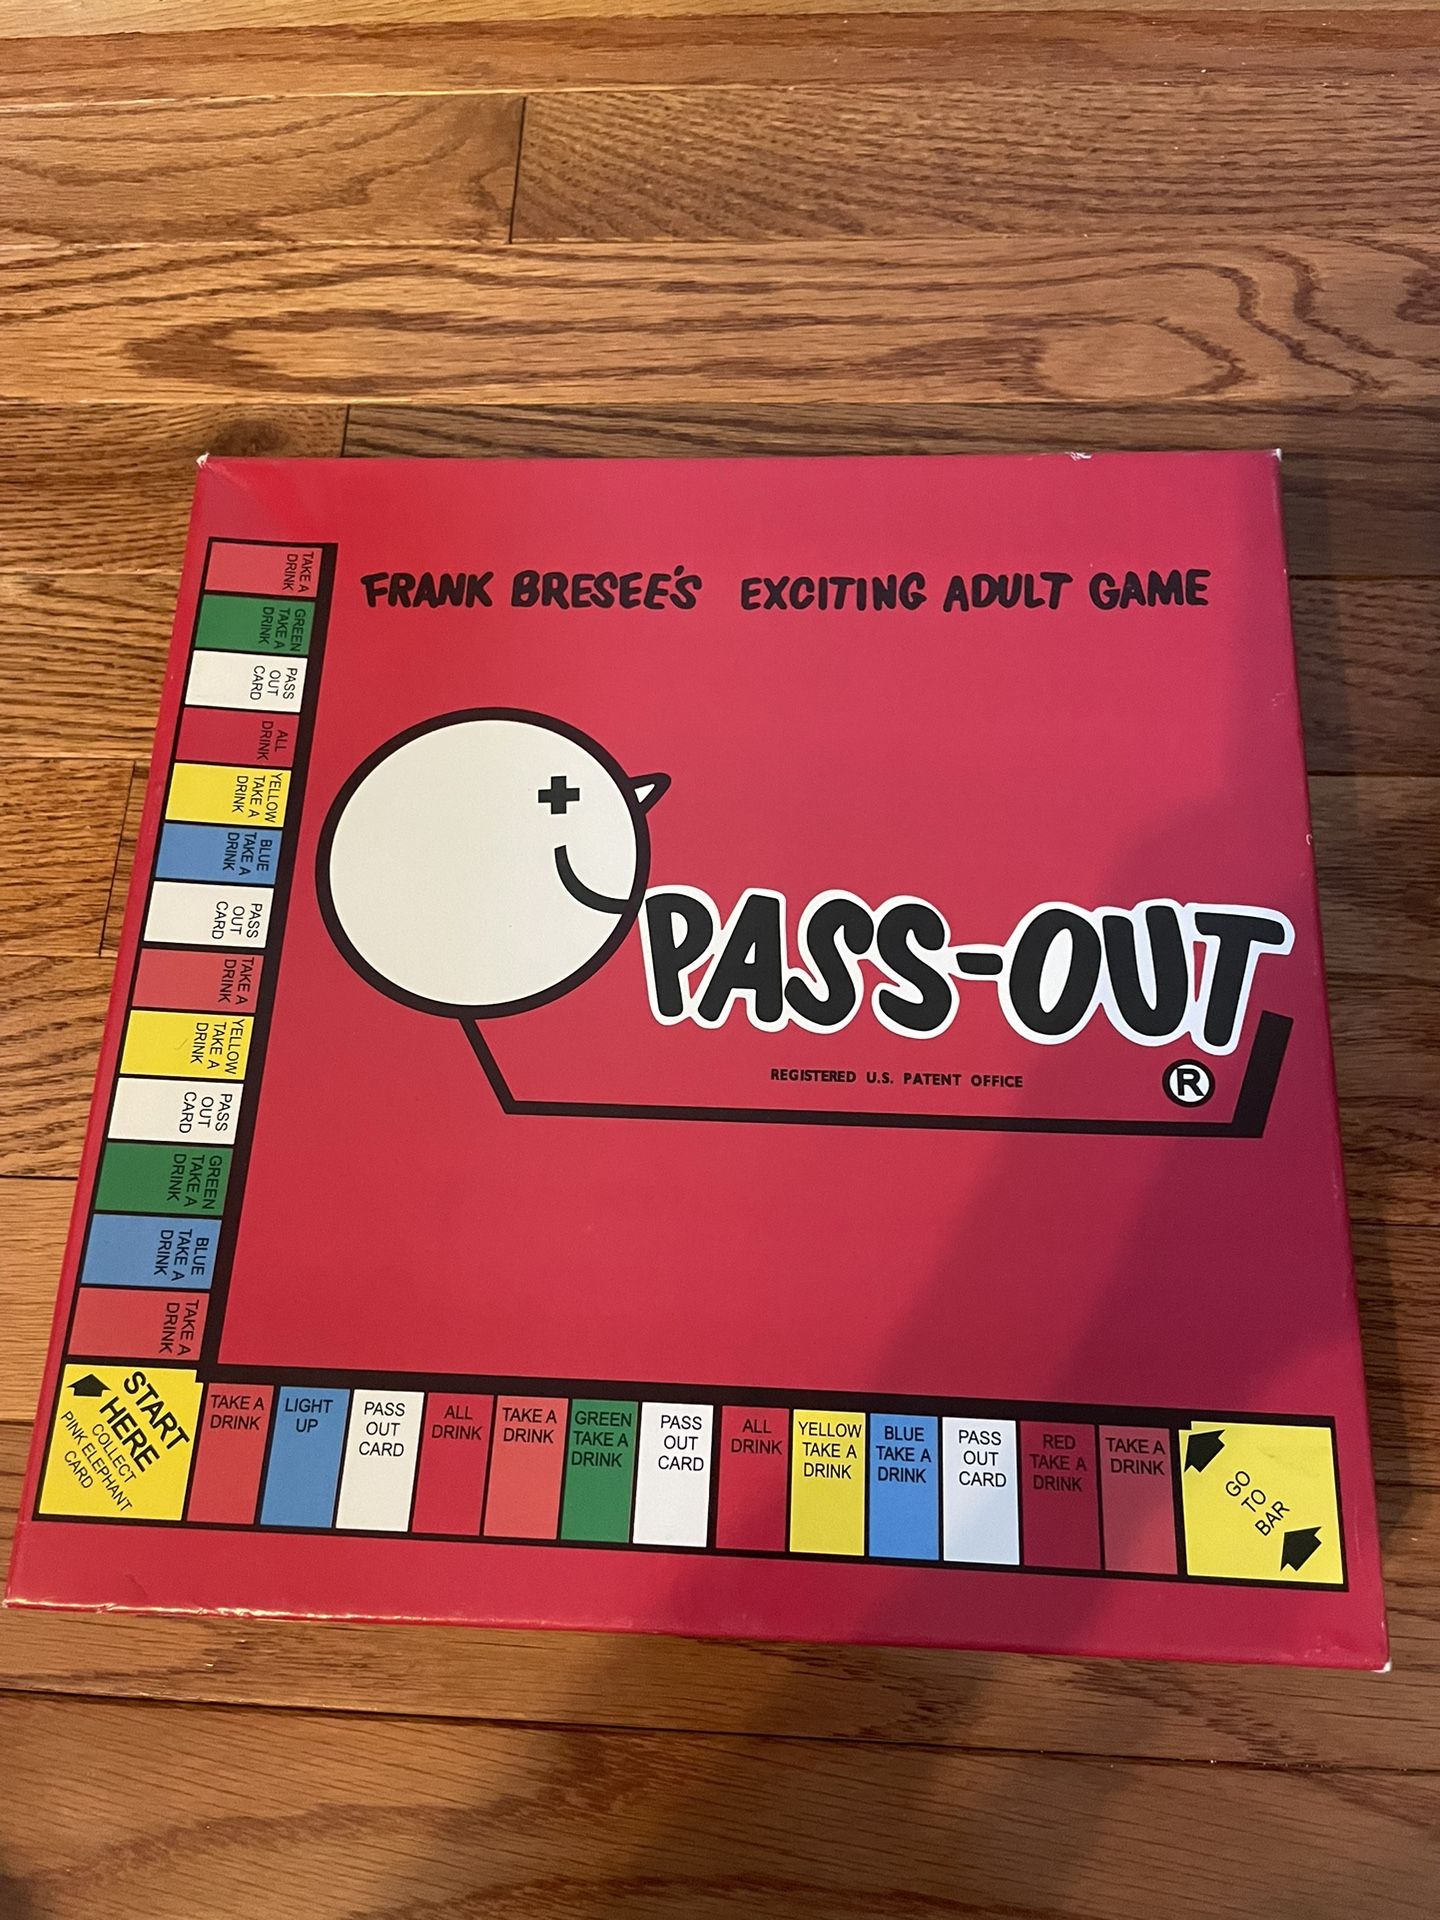 FRANK BRESEE'S EXCITING ADULT GAME
PASS-OUT
REGISTERED U.S. PATENT OFFICE
®
TAKE A
DRINK
GREEN
TAKE A
DRINK
PASS
OUT
CARD
ALL
DRINK
YELLOW
TAKE A
DRINK
BLUE
TAKE A
DRINK
PASS
OUT
CARD
TAKE A
DRINK
YELLOW
TAKE A
DRINK
PASS
OUT
CARD
GREEN
TAKE A
DRINK
BLUE
TAKE A
DRINK
TAKE A
DRINK
START
HERE
COLLECT
PINK ELEPHANT
CARD
TAKE A
DRINK
LIGHT
UP
PASS
OUT
CARD
ALL
DRINK
TAKE A
DRINK
GREEN
TAKE A
DRINK
PASS
OUT
CARD
ALL
DRINK
YELLOW
TAKE A
DRINK
BLUE
TAKE A
DRINK
PASS
OUT
CARD
RED
TAKE A
DRINK
TAKE A
DRINK
GO
TO
BAR